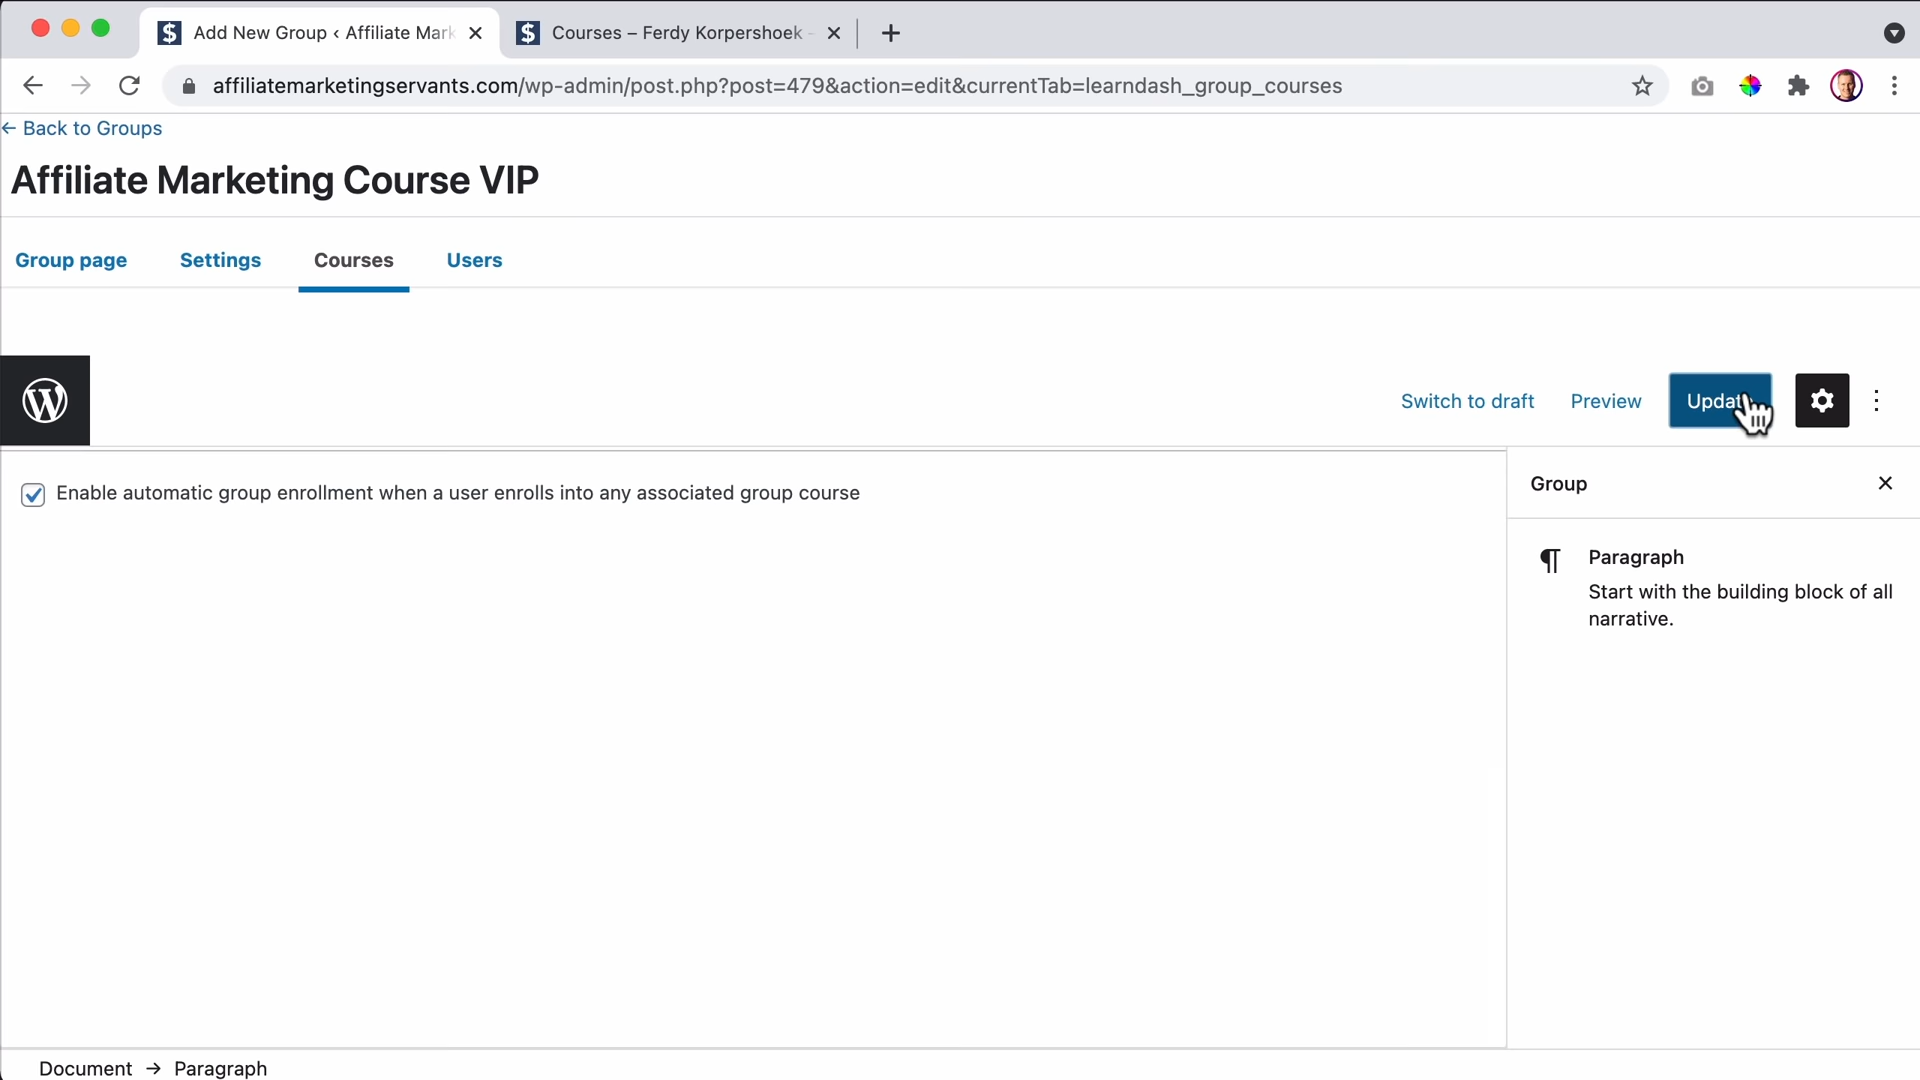 Add New Group ‹ Affiliate Mark
Courses – Ferdy Korpershoek -
affiliatemarketingservants.com/wp-admin/post.php?post=479&action=edit&currentTab=learndash_group_courses
← Back to Groups
Affiliate Marketing Course VIP
Group page Settings Courses Users
Switch to draft Preview Updat
Enable automatic group enrollment when a user enrolls into any associated group course
Group
Paragraph
Start with the building block of all
narrative.
Document → Paragraph